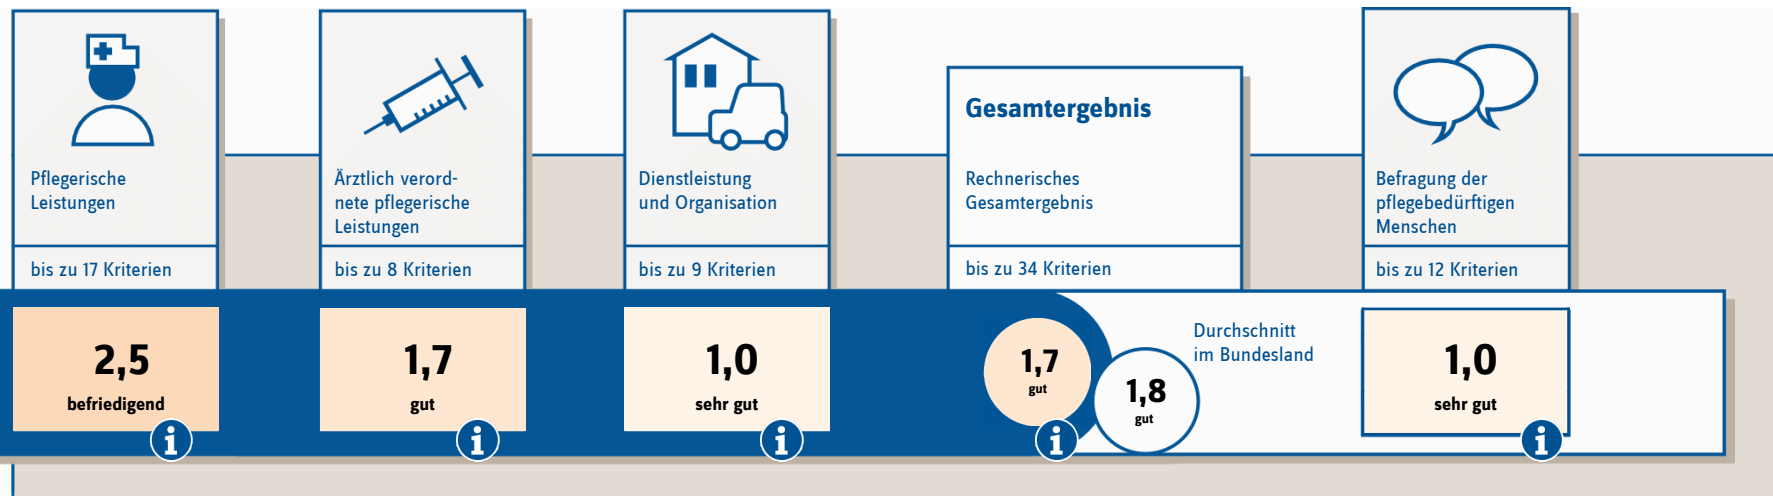 Pflegerische
Leistungen
bis zu 17 Kriterien
2,5
befriedigend
i
Ärztlich verord-
nete pflegerische
Leistungen
bis zu 8 Kriterien
1,7
gut
i
Dienstleistung
und Organisation
bis zu 9 Kriterien
1,0
sehr gut
i
Gesamtergebnis
Rechnerisches
Gesamtergebnis
bis zu 34 Kriterien
1,7
gut
i
1,8
gut
Durchschnitt
im Bundesland
Befragung der
pflegebedürftigen
Menschen
bis zu 12 Kriterien
1,0
sehr gut
i